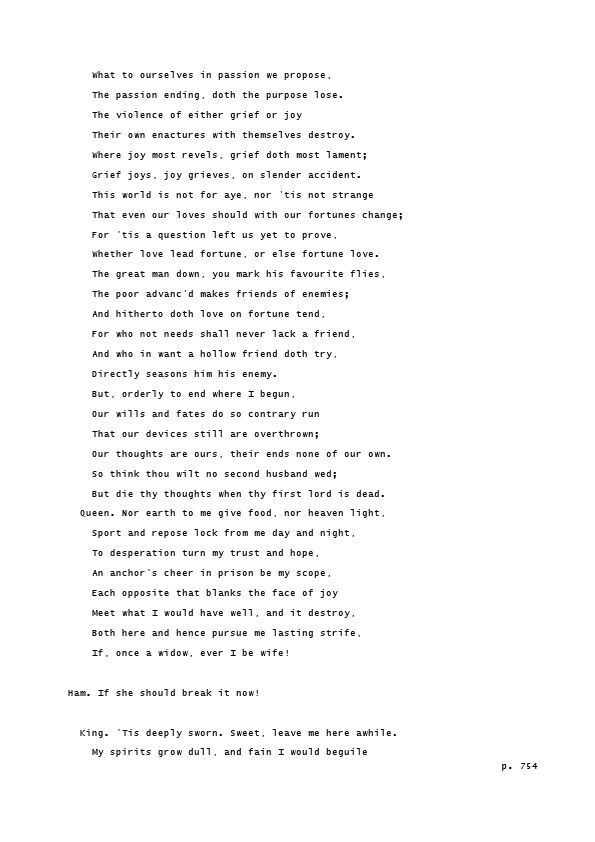 What to ourselves in passion we propose,
The passion ending, doth the purpose lose.
The violence of either grief or joy
Their own enactures with themselves destroy.
Where joy most revels, grief doth most lament;
Grief joys, joy grieves, on slender accident.
This world is not for aye, nor 'tis not strange
That even our loves should with our fortunes change;
For 'tis a question left us yet to prove,
Whether love lead fortune, or else fortune love.
The great man down, you mark his favourite flies,
The poor advanc'd makes friends of enemies;
And hitherto doth love on fortune tend,
For who not needs shall never lack a friend,
And who in want a hollow friend doth try,
Directly seasons him his enemy.
But, orderly to end where I begun,
Our wills and fates do so contrary run
That our devices still are overthrown;
Our thoughts are ours, their ends none of our own.
So think thou wilt no second husband wed;
But die thy thoughts when thy first lord is dead.
Queen. Nor earth to me give food, nor heaven light,
Sport and repose lock from me day and night,
To desperation turn my trust and hope,
An anchor's cheer in prison be my scope,
Each opposite that blanks the face of joy
Meet what I would have well, and it destroy,
Both here and hence pursue me lasting strife,
If, once a widow, ever I be wife!
Ham. If she should break it now!
King. 'Tis deeply sworn. Sweet, leave me here awhile.
My spirits grow dull, and fain I would beguile
p. 754